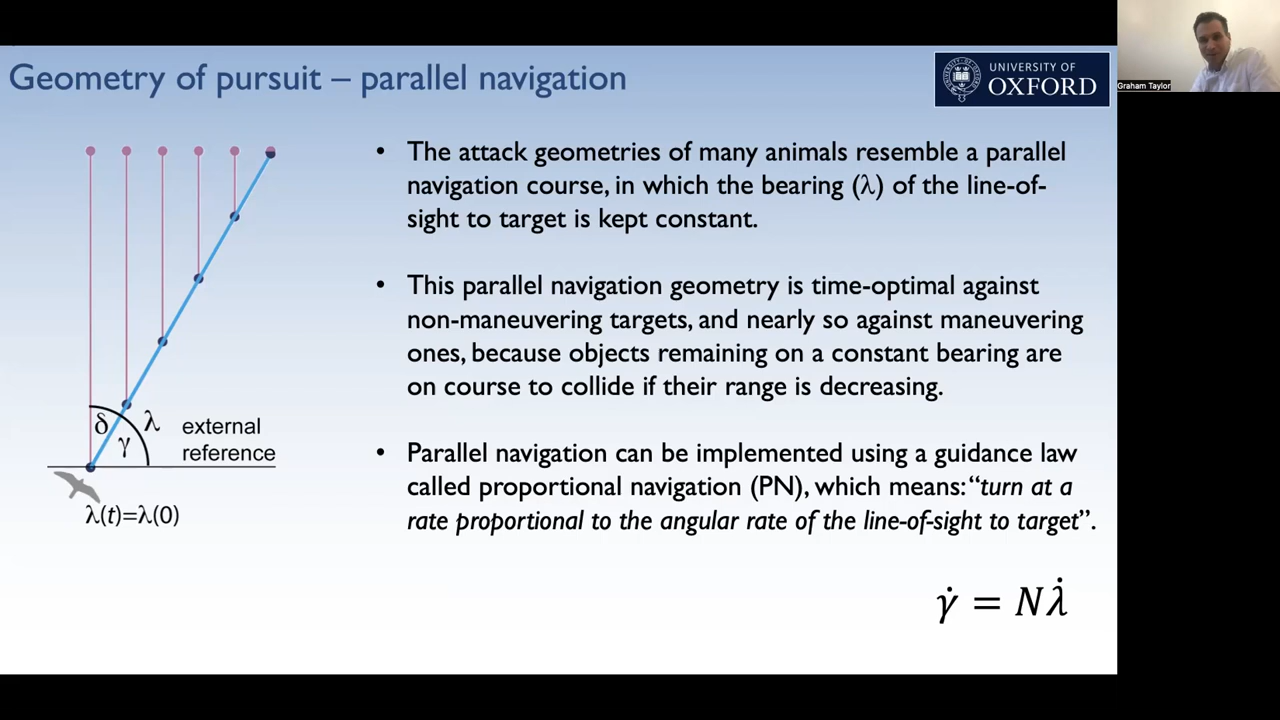 Geometry of pursuit – parallel navigation
UNIVERSITY OF
OXFORD
Graham Taylor
• The attack geometries of many animals resemble a parallel
navigation course, in which the bearing (λ) of the line-of-
sight to target is kept constant.
• This parallel navigation geometry is time-optimal against
non-maneuvering targets, and nearly so against maneuvering
ones, because objects remaining on a constant bearing are
on course to collide if their range is decreasing.
• Parallel navigation can be implemented using a guidance law
called proportional navigation (PN), which means: “turn at a
rate proportional to the angular rate of the line-of-sight to target”.
γ̇ = Nλ̇
δ γ λ
external
reference
λ(t)=λ(0)